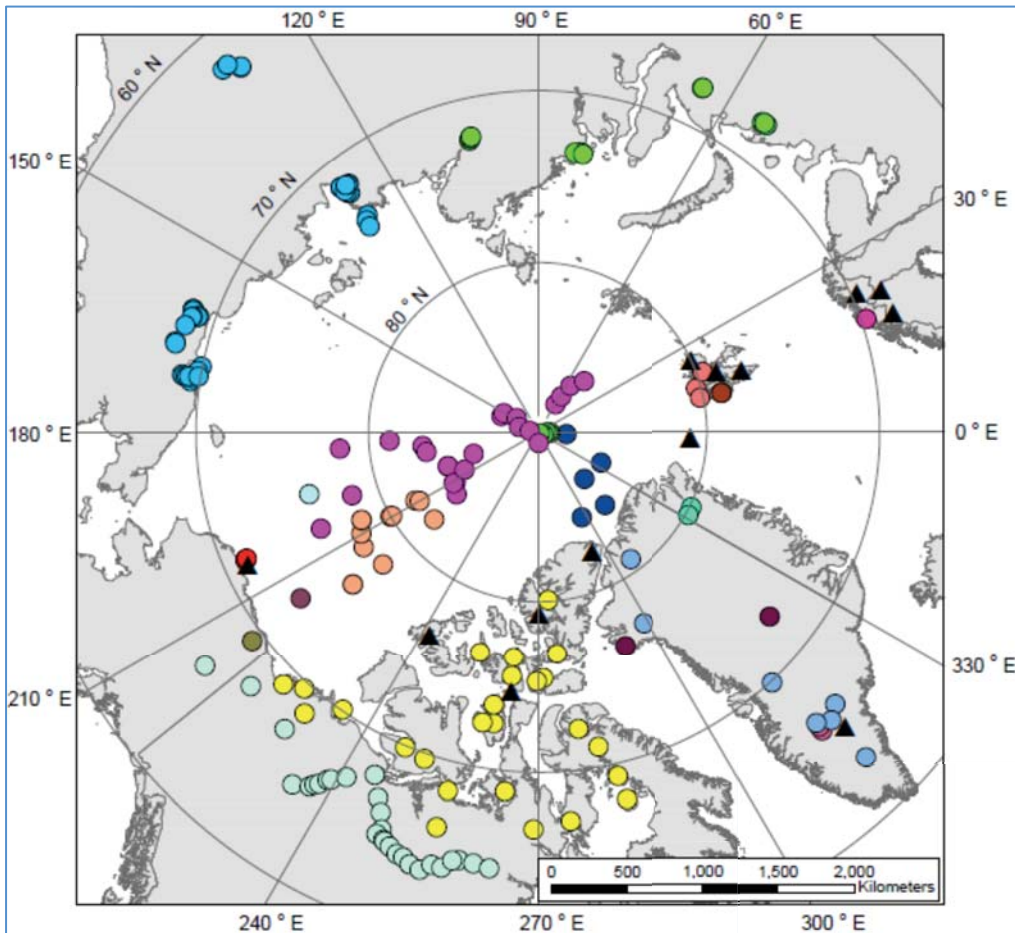 120 ° E 90 ° E 60 ° E
60 ° N
150 ° E
70 ° N
30 ° E
80 ° N
180 ° E 0 ° E
210 ° E 330 ° E
0 500 1,000 1,500 2,000
Kilometers
240 ° E 270 ° E 300 ° E